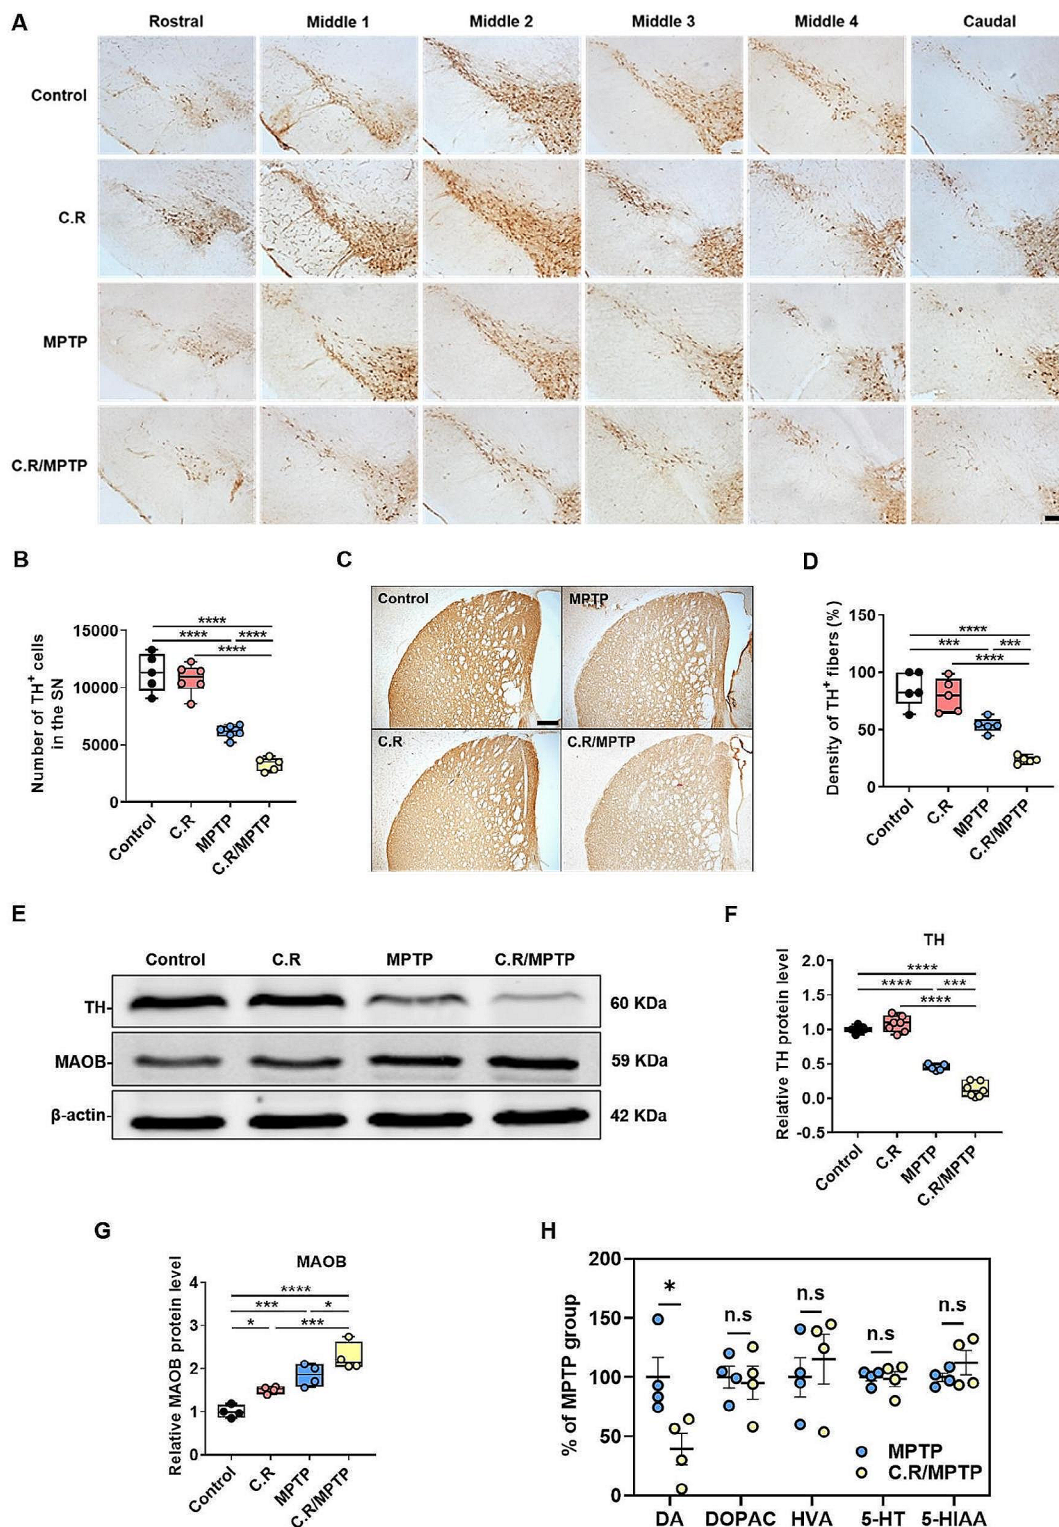 A
Rostral Middle 1 Middle 2 Middle 3 Middle 4 Caudal
Control
C.R
MPTP
C.R/MPTP
B
****
**** ****
****
15000
10000
5000
0
Number of TH+ cells
in the SN
Control
C.R
MPTP
C.R/MPTP
C
Control
MPTP
C.R
C.R/MPTP
D
****
*** ***
****
150
100
50
0
Density of TH+ fibers (%)
Control
C.R
MPTP
C.R/MPTP
E
Control C.R MPTP C.R/MPTP
TH 60 KDa
MAOB 59 KDa
β-actin 42 KDa
F
TH
****
**** ***
****
2.0
1.5
1.0
0.5
0.0
-0.5
Relative TH protein level
Control
C.R
MPTP
C.R/MPTP
G
MAOB
****
*** *
* ***
4
3
2
1
0
Relative MAOB protein level
Control
C.R
MPTP
C.R/MPTP
H
200
150
100
50
0
% of MPTP group
*
n.s
n.s
n.s
n.s
MPTP
C.R/MPTP
DA DOPAC HVA 5-HT 5-HIAA